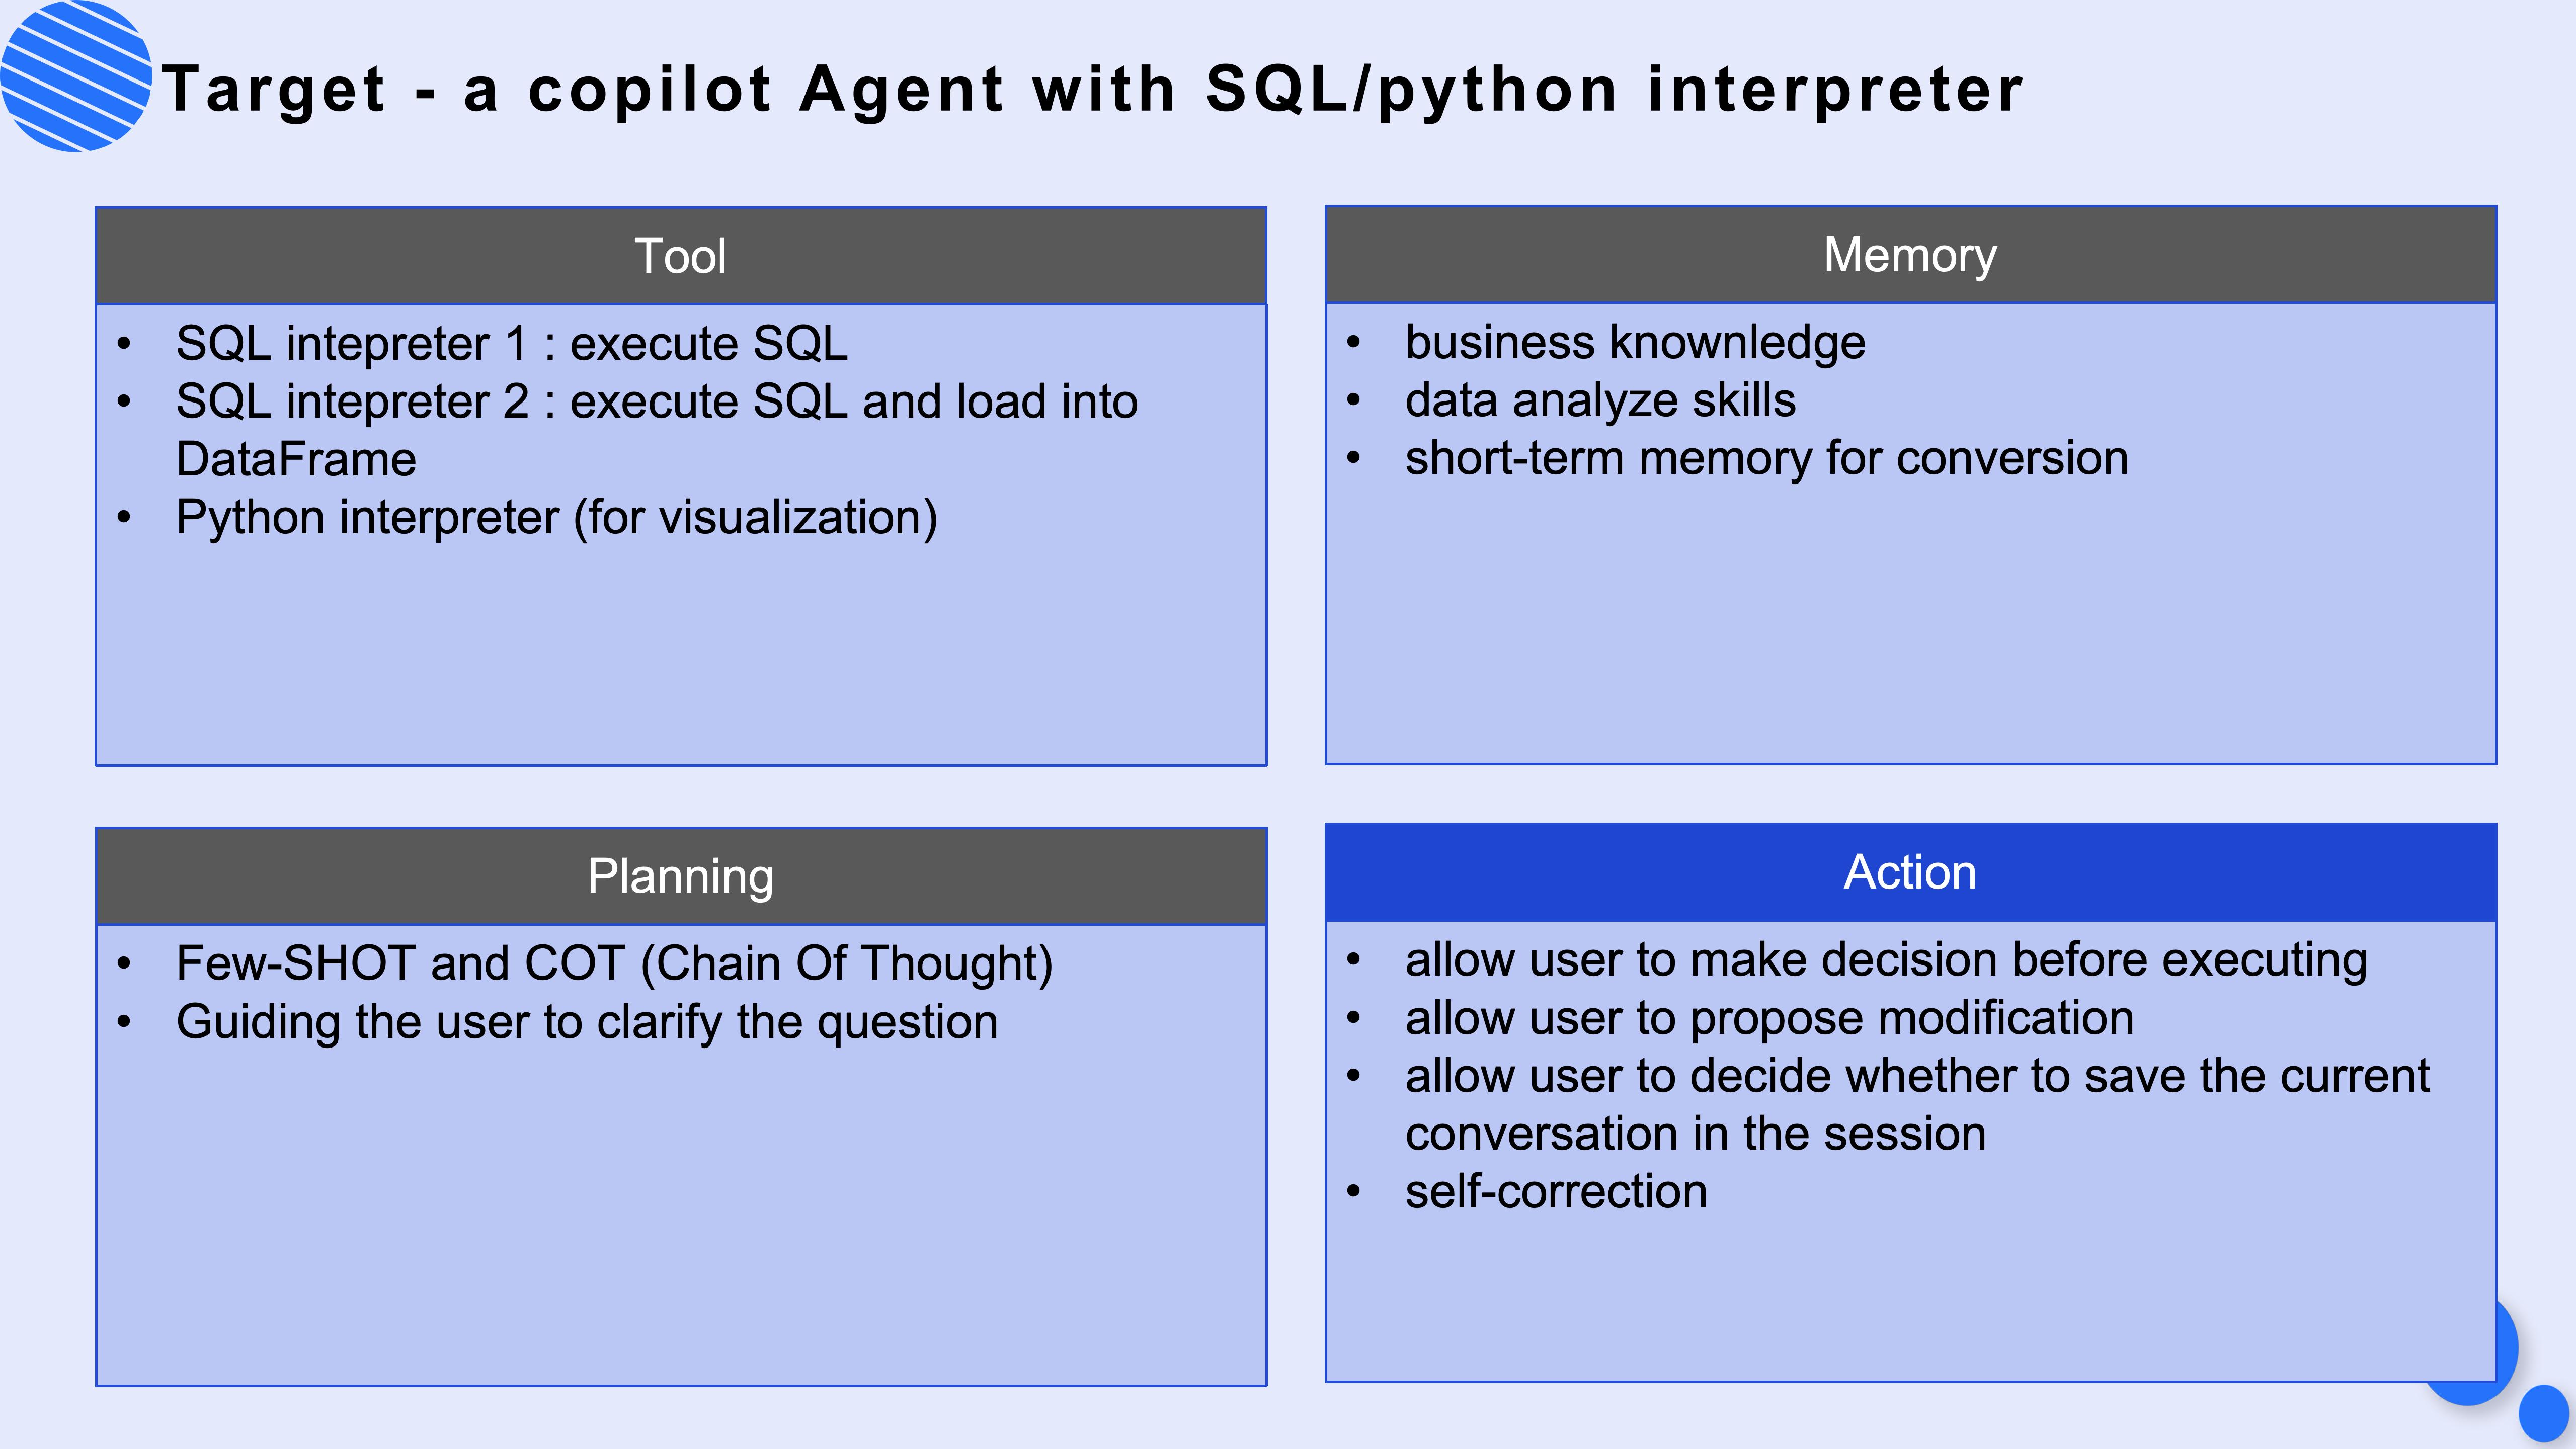 Target - a copilot Agent with SQL/python interpreter
Tool
• SQL intepreter 1 : execute SQL
• SQL intepreter 2 : execute SQL and load into
DataFrame
• Python interpreter (for visualization)
Memory
• business knownledge
• data analyze skills
• short-term memory for conversion
Planning
• Few-SHOT and COT (Chain Of Thought)
• Guiding the user to clarify the question
Action
• allow user to make decision before executing
• allow user to propose modification
• allow user to decide whether to save the current
conversation in the session
• self-correction